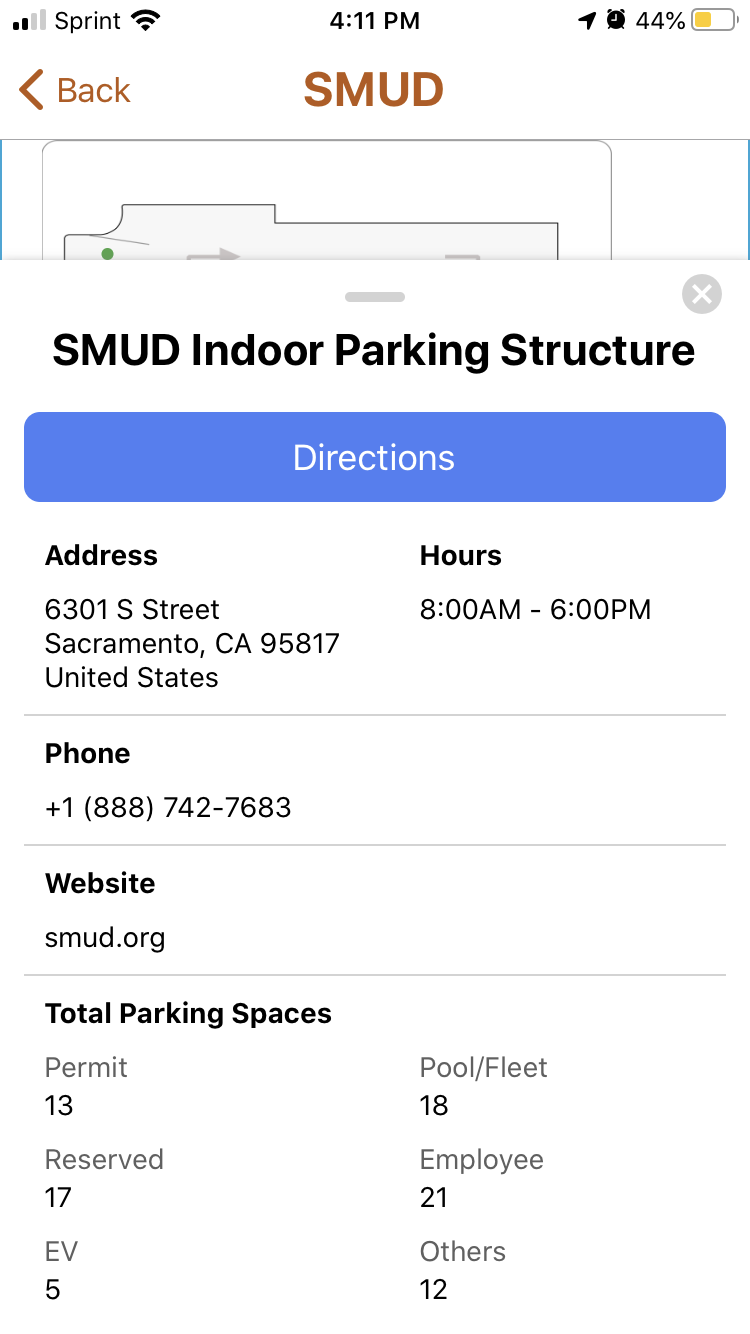 Sprint 4:11 PM 44%
Back SMUD
SMUD Indoor Parking Structure
Directions
Address
6301 S Street
Sacramento, CA 95817
United States
Hours
8:00AM - 6:00PM
Phone
+1 (888) 742-7683
Website
smud.org
Total Parking Spaces
Permit
13
Pool/Fleet
18
Reserved
17
Employee
21
EV
5
Others
12